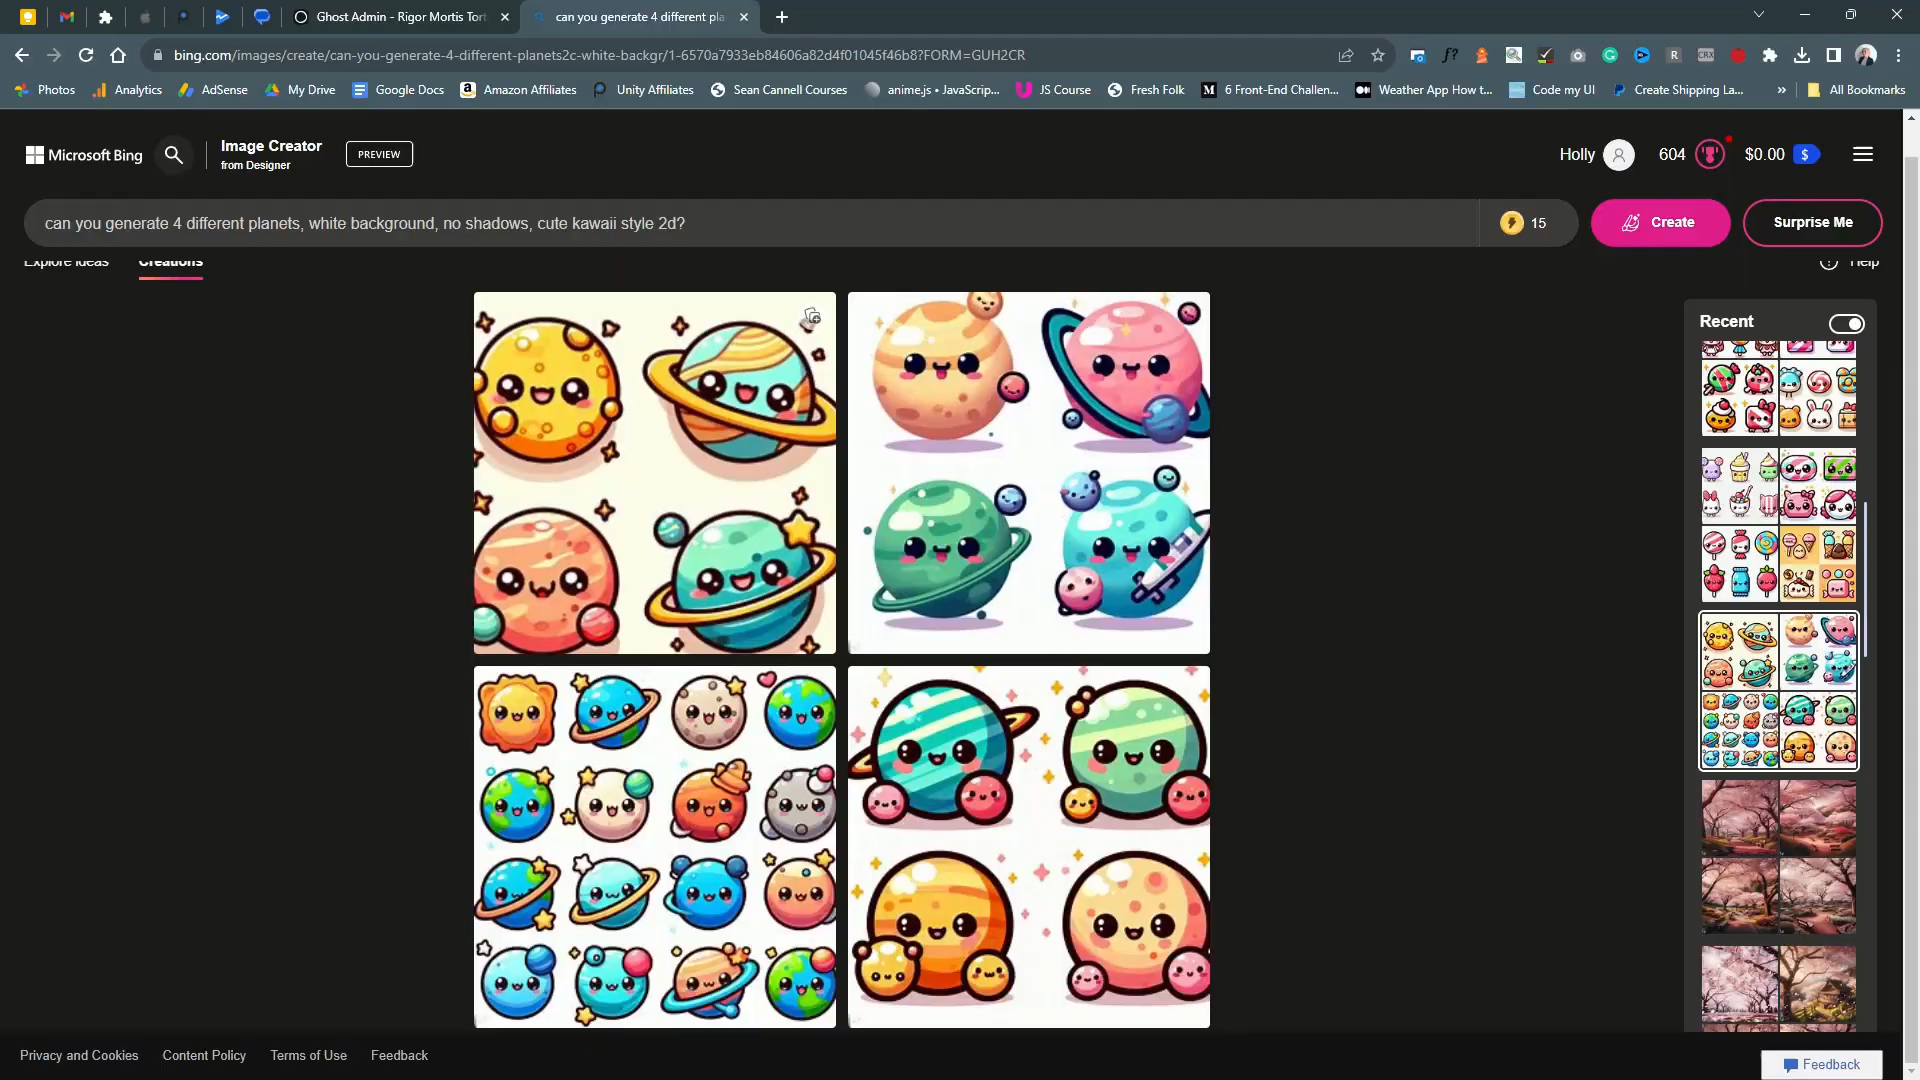 Ghost Admin - Rigor Mortis Tort
can you generate 4 different pla
bing.com/images/create/can-you-generate-4-different-planets2c-white-backgr/1-6570a7933eb84606a82d4f01045f46b8?FORM=GUH2CR
Photos
Analytics
AdSense
My Drive
Google Docs
Amazon Affiliates
Unity Affiliates
Sean Cannell Courses
anime.js • JavaScrip...
JS Course
Fresh Folk
6 Front-End Challen...
Weather App How t...
Code my UI
Create Shipping La...
All Bookmarks
Microsoft Bing
Image Creator
from Designer
PREVIEW
Holly
604
$0.00
can you generate 4 different planets, white background, no shadows, cute kawaii style 2d?
15
Create
Surprise Me
Explore ideas
Creations
Help
Recent
Privacy and Cookies
Content Policy
Terms of Use
Feedback
Feedback